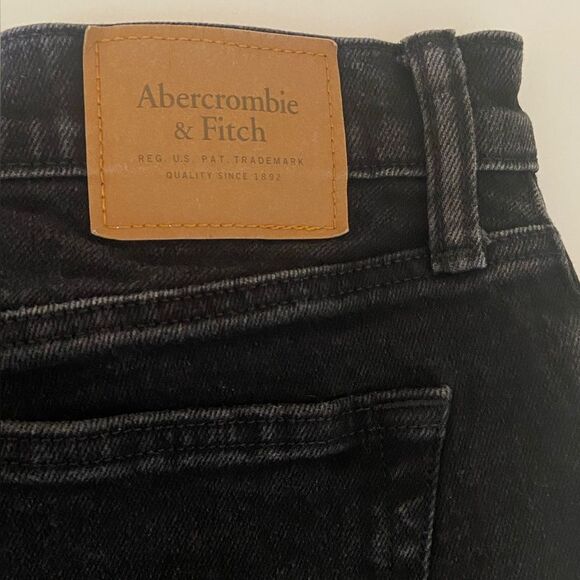 Abercrombie
& Fitch
REG. U.S. PAT. TRADEMARK
QUALITY SINCE 1892